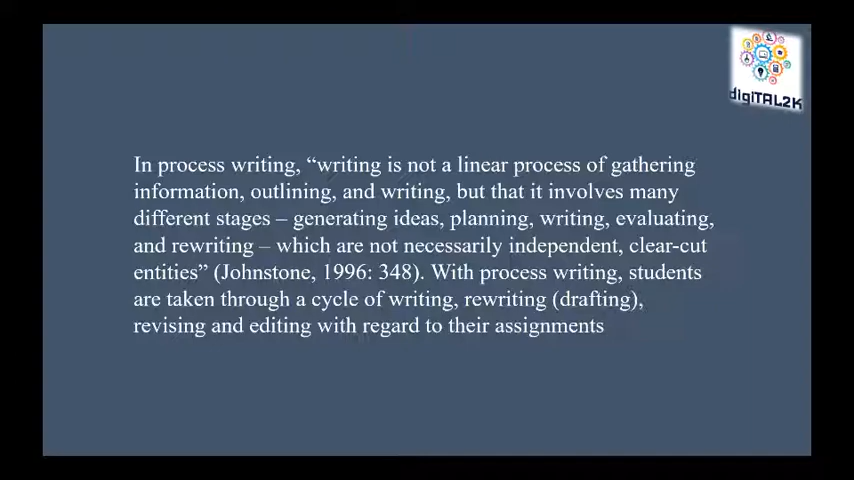 digiTAL2K
In process writing, “writing is not a linear process of gathering
information, outlining, and writing, but that it involves many
different stages – generating ideas, planning, writing, evaluating,
and rewriting – which are not necessarily independent, clear-cut
entities” (Johnstone, 1996: 348). With process writing, students
are taken through a cycle of writing, rewriting (drafting),
revising and editing with regard to their assignments